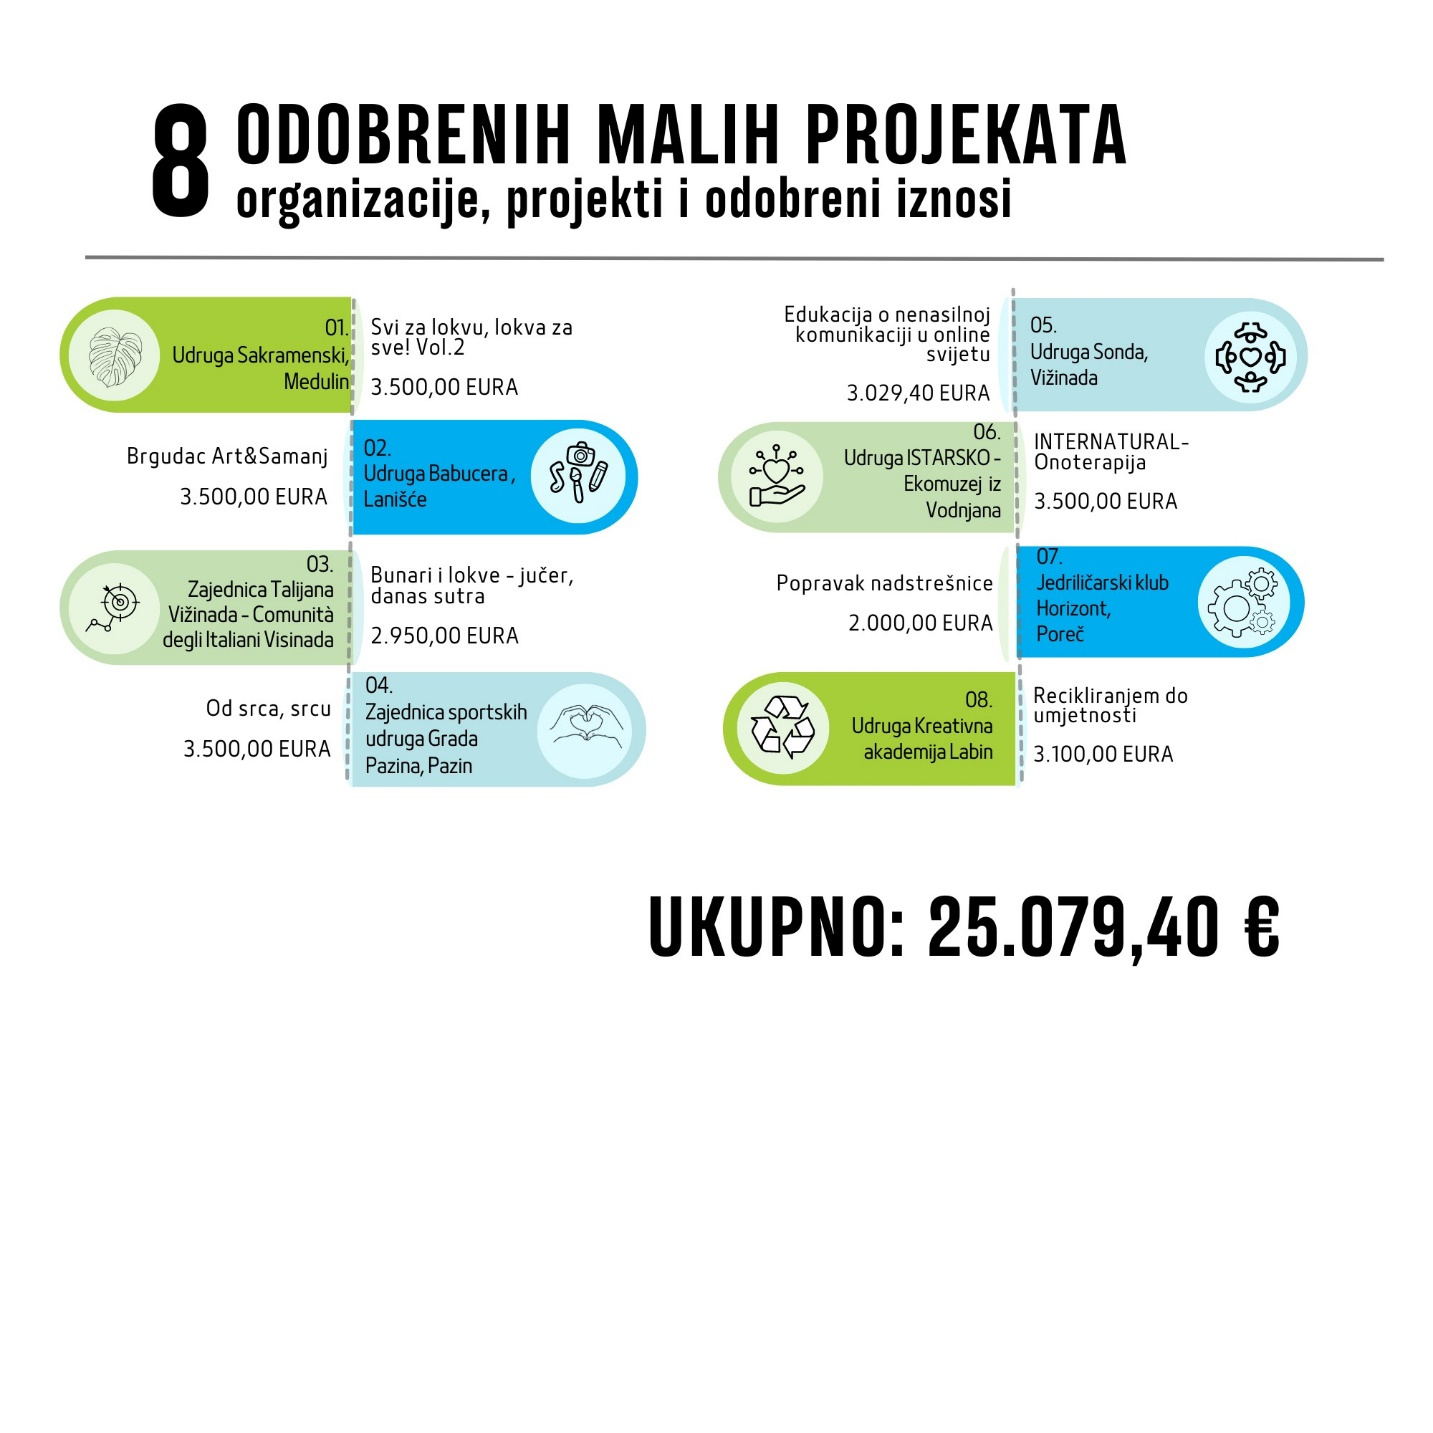 8 ODOBRENIH MALIH PROJEKATA
organizacije, projekti i odobreni iznosi
01.
Udruga Sakramenski,
Medulin
Svi za lokvu, lokva za
sve! Vol.2
3.500,00 EURA
02.
Udruga Babucera ,
Lanišće
Brgudac Art&Samanj
3.500,00 EURA
03.
Zajednica Talijana
Vižinada - Comunità
degli Italiani Visinada
Bunari i lokve - jučer,
danas sutra
2.950,00 EURA
04.
Zajednica sportskih
udruga Grada
Pazina, Pazin
Od srca, srcu
3.500,00 EURA
05.
Udruga Sonda,
Vižinada
Edukacija o nenasilnoj
komunikaciji u online
svijetu
3.029,40 EURA
06.
Udruga ISTARSKO -
Ekomuzej iz
Vodnjana
INTERNATURAL-
Onoterapija
3.500,00 EURA
07.
Jedriličarski klub
Horizont,
Poreč
Popravak nadstrešnice
2.000,00 EURA
08.
Udruga Kreativna
akademija Labin
Recikliranjem do
umjetnosti
3.100,00 EURA
UKUPNO: 25.079,40 €